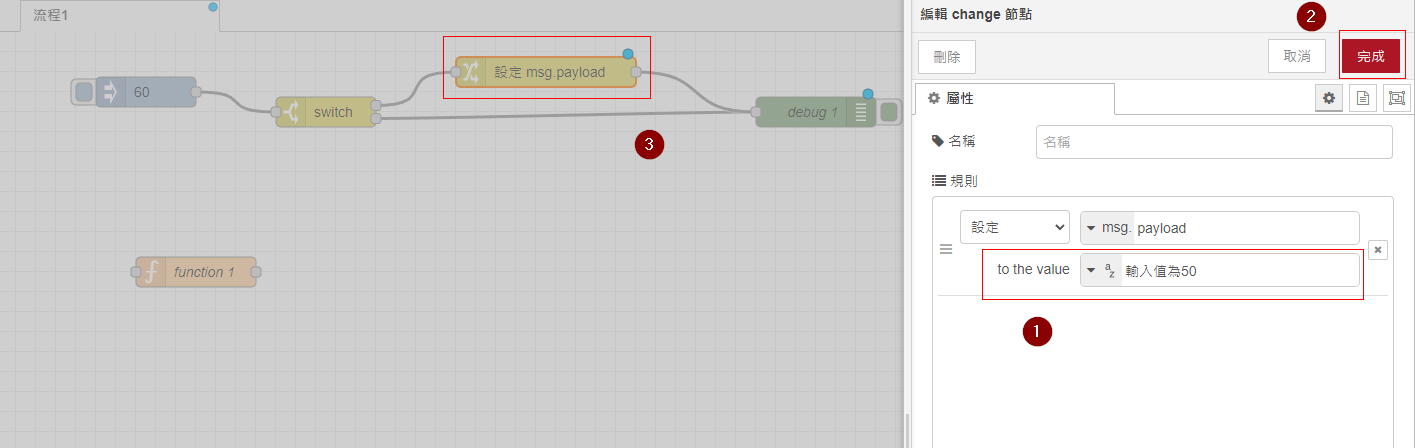 流程1
60
switch
設定 msg.payload
debug 1
function 1
3
編輯 change 節點
2
刪除
取消
完成
屬性
名稱
名稱
規則
設定
msg. payload
to the value
az 輸入值為50
1